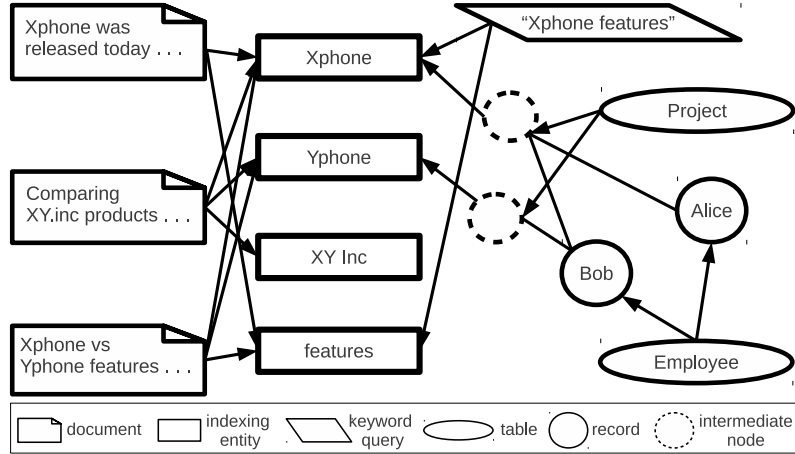 Xphone was
released today . . .
Xphone
“Xphone features”
Project
Yphone
Comparing
XY.inc products . . .
Alice
XY Inc
Bob
Xphone vs
Yphone features . . .
features
Employee
document
indexing
entity
keyword
query
table
record
intermediate
node